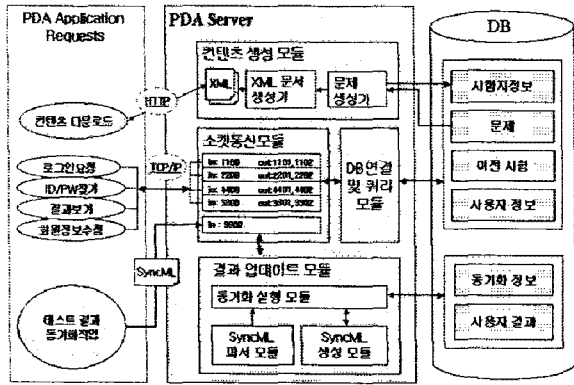 PDA Application
Requests
PDA Server
DB
컨텐츠 생성 모듈
XML
XML 문서
생성기
문제
생성기
HTTP
컨텐츠 다운로드
시험지정보
문제
이전 시험
사용자 정보
소켓통신모듈
TCP/IP
in: 1100 out:1101,1102
in: 2200 out:2201,2202
in: 4400 out:4401,4402
in: 3300 out:3301,3302
in : 5500
DB연결
및 쿼리
모듈
로그인요청
ID/PW찾기
결과보기
회원정보수정
SyncML
테스트 결과
동기화작업
결과 업데이트 모듈
동기화 실행 모듈
SyncML
파서 모듈
SyncML
생성 모듈
동기화 정보
사용자 결과